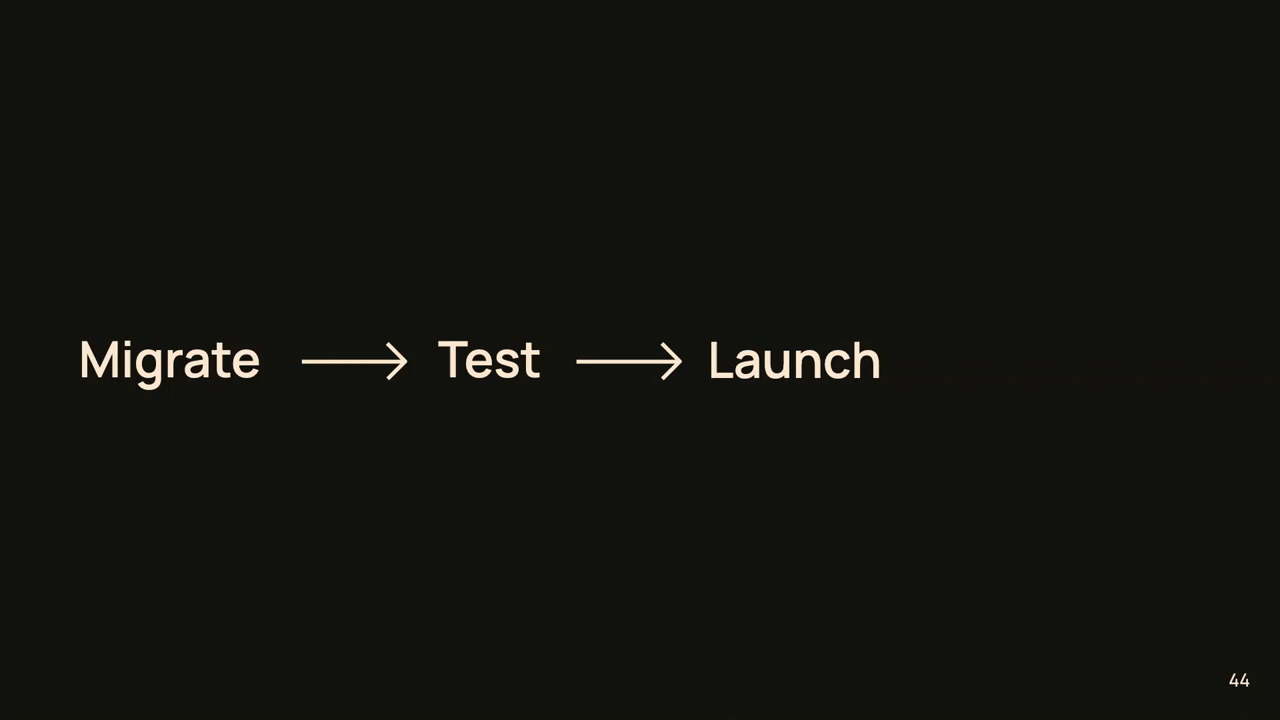 Migrate → Test → Launch
44